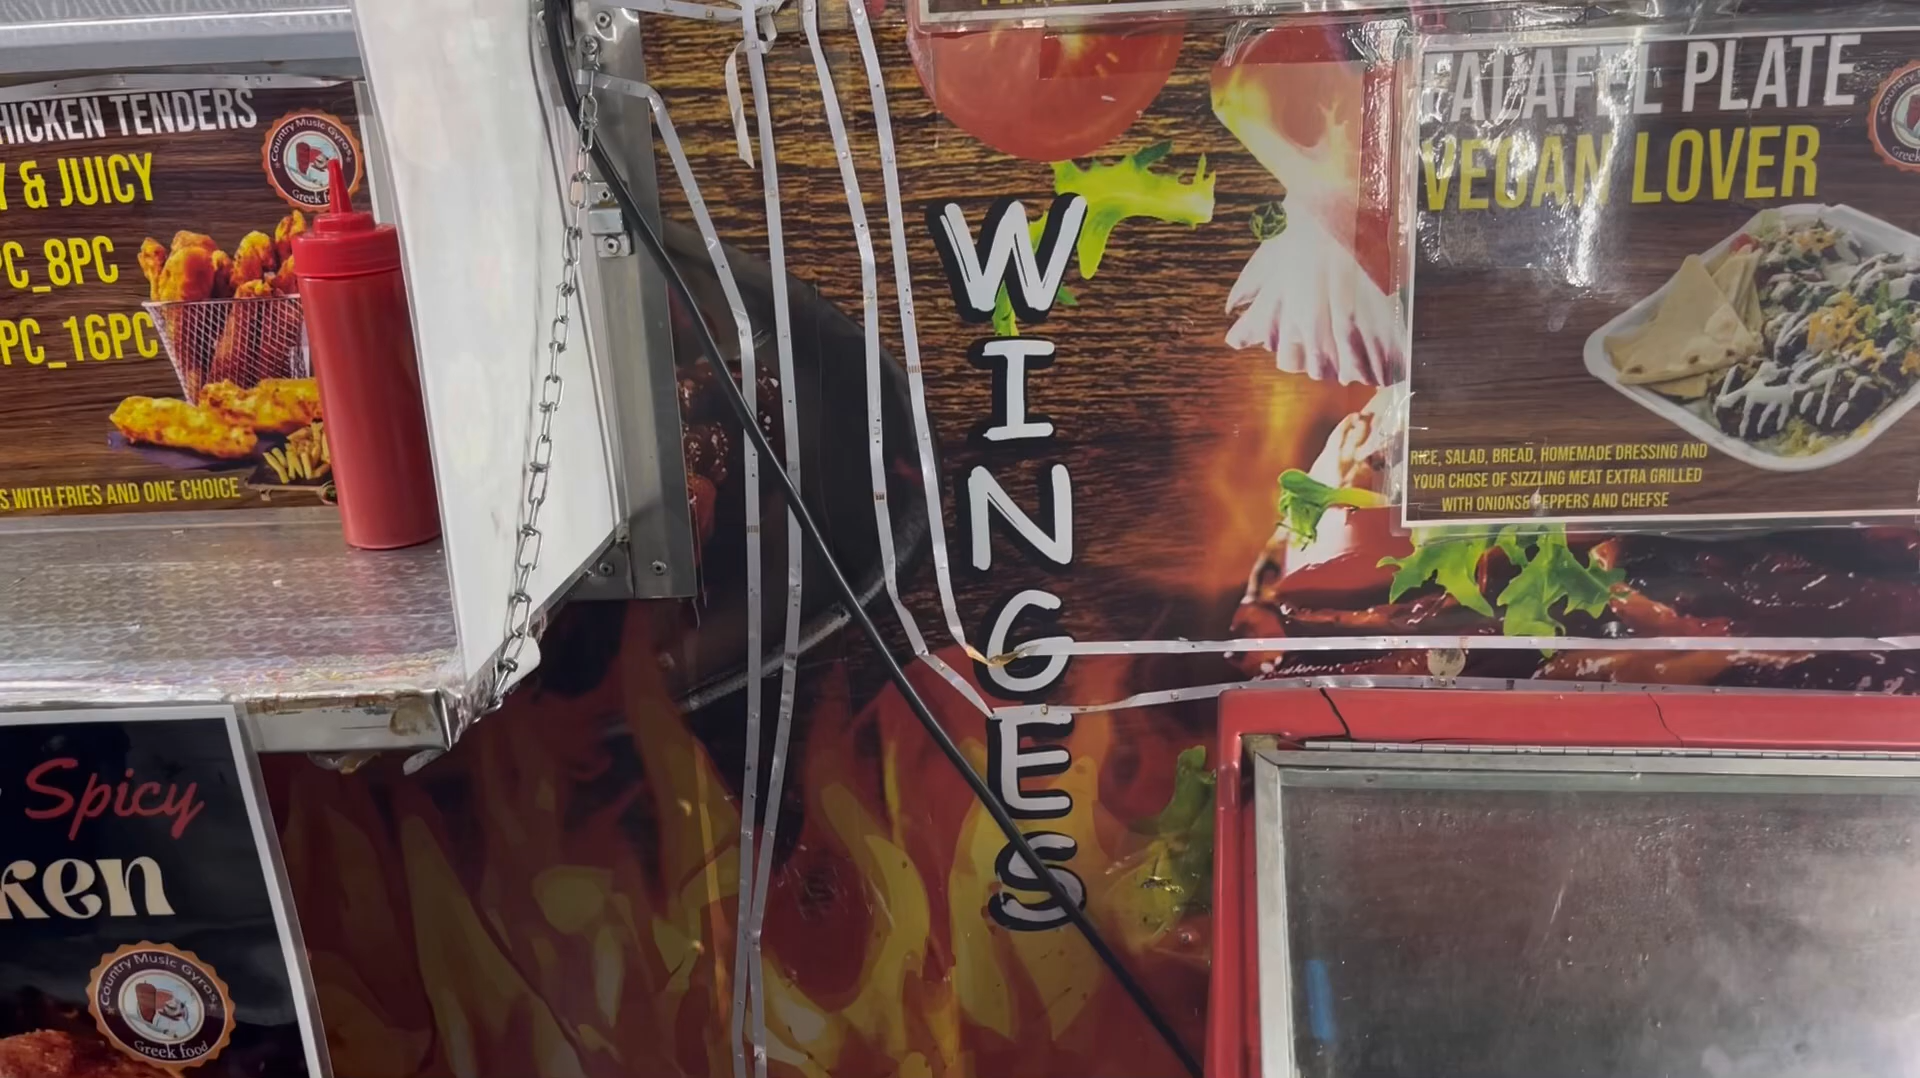 HICKEN TENDERS
Y & JUICY
PC_8PC
PC_16PC
S WITH FRIES AND ONE CHOICE
Country Music Gyros
Greek f
Spicy
ken
Country Music Gyros
Greek food
WINGES
FALAFEL PLATE
VEGAN LOVER
RICE, SALAD, BREAD, HOMEMADE DRESSING AND
YOUR CHOSE OF SIZZLING MEAT EXTRA GRILLED
WITH ONIONS& PEPPERS AND CHEFSE
Country